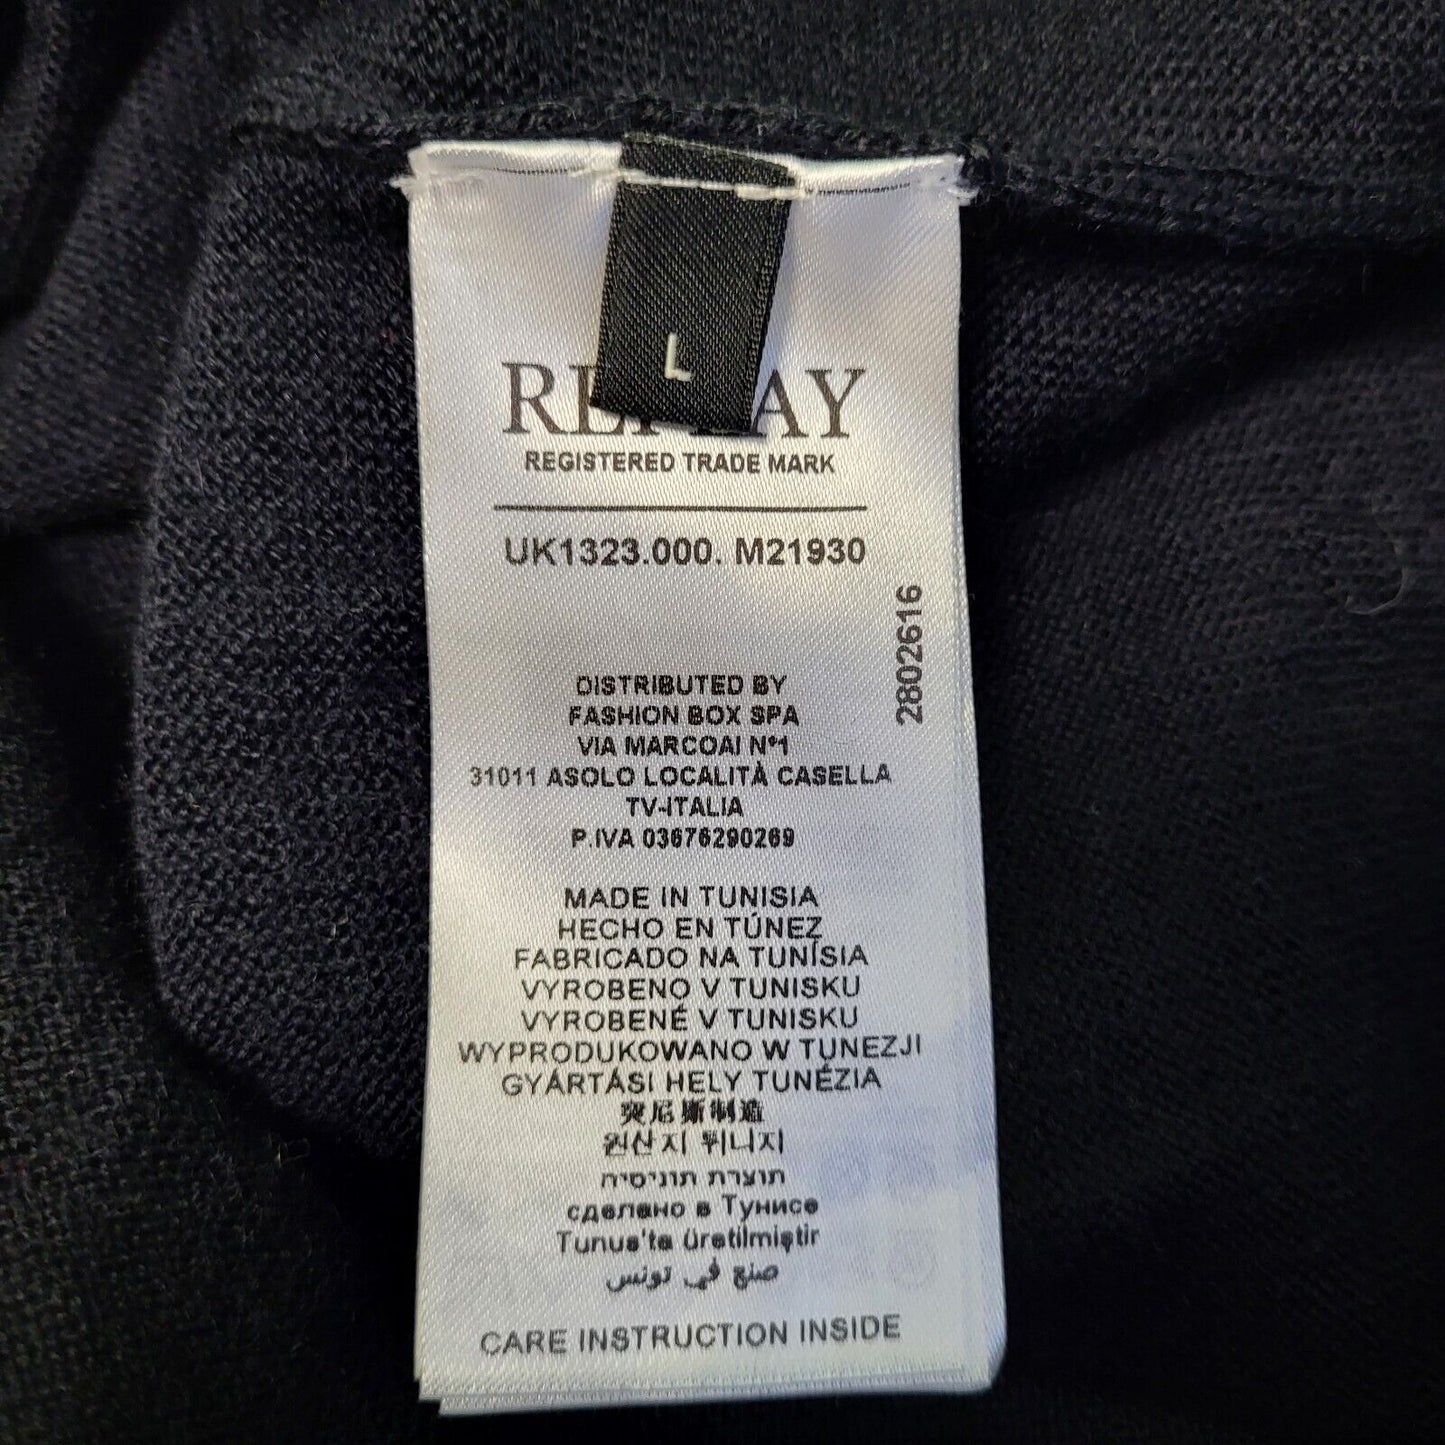 L
REPLAY
REGISTERED TRADE MARK
UK1323.000. M21930
2802616
DISTRIBUTED BY
FASHION BOX SPA
VIA MARCOAI N°1
31011 ASOLO LOCALITÀ CASELLA
TV-ITALIA
P.IVA 03676290269
MADE IN TUNISIA
HECHO EN TÚNEZ
FABRICADO NA TUNÍSIA
VYROBENO V TUNISKU
VYROBENÉ V TUNISKU
WYPRODUKOWANO W TUNEZJI
GYÁRTÁSI HELY TUNÉZIA
突尼斯制造
원산지 튀니지
תוצרת תוניסיה
сделано в Тунисе
Tunus'ta üretilmiştir
صنع في تونس
CARE INSTRUCTION INSIDE